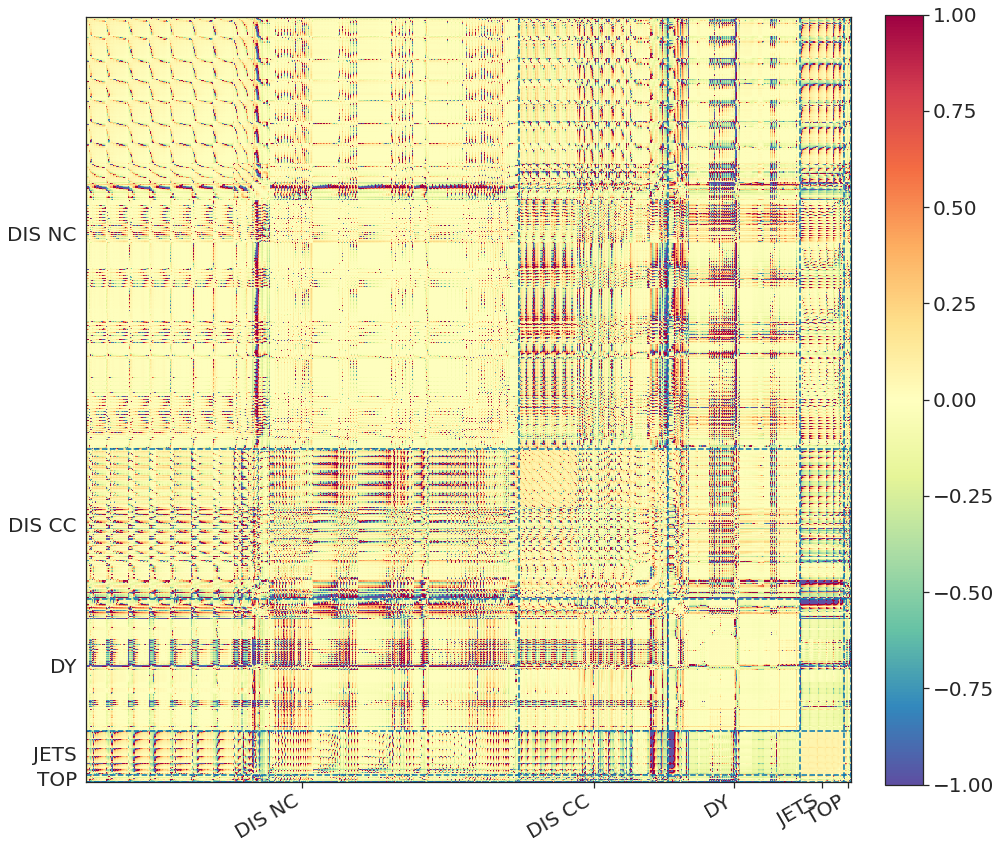 DIS NC
DIS CC
DY
JETS
TOP
DIS NC
DIS CC
DY
JETS
TOP
1.00
0.75
0.50
0.25
0.00
−0.25
−0.50
−0.75
−1.00